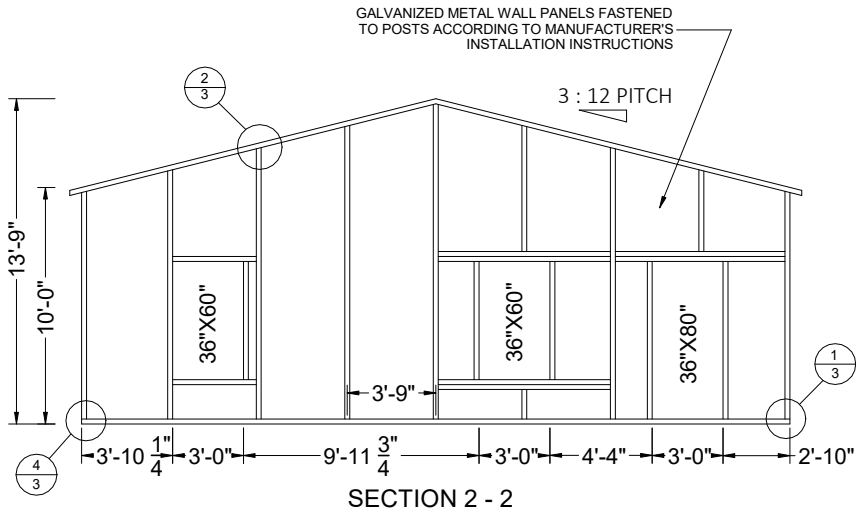 GALVANIZED METAL WALL PANELS FASTENED
TO POSTS ACCORDING TO MANUFACTURER'S
INSTALLATION INSTRUCTIONS
2
3
3 : 12 PITCH
13'-9"
10'-0"
36"X60"
36"X60"
36"X80"
3'-9"
1
3
4
3
3'-10 1/4" 3'-0" 9'-11 3/4" 3'-0" 4'-4" 3'-0" 2'-10"
SECTION 2 - 2